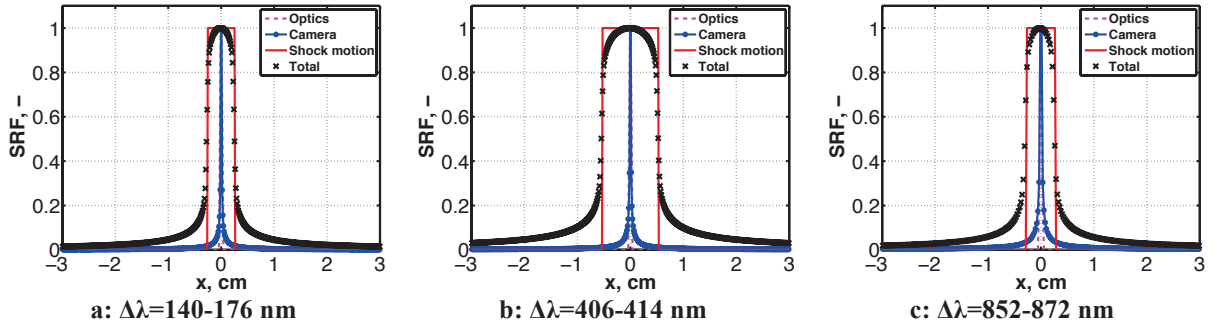 SRF, –
1
0.8
0.6
0.4
0.2
0
−3 −2 −1 0 1 2 3
x, cm
Optics
Camera
Shock motion
Total
a: Δλ=140-176 nm
SRF, –
1
0.8
0.6
0.4
0.2
0
−3 −2 −1 0 1 2 3
x, cm
Optics
Camera
Shock motion
Total
b: Δλ=406-414 nm
SRF, –
1
0.8
0.6
0.4
0.2
0
−3 −2 −1 0 1 2 3
x, cm
Optics
Camera
Shock motion
Total
c: Δλ=852-872 nm